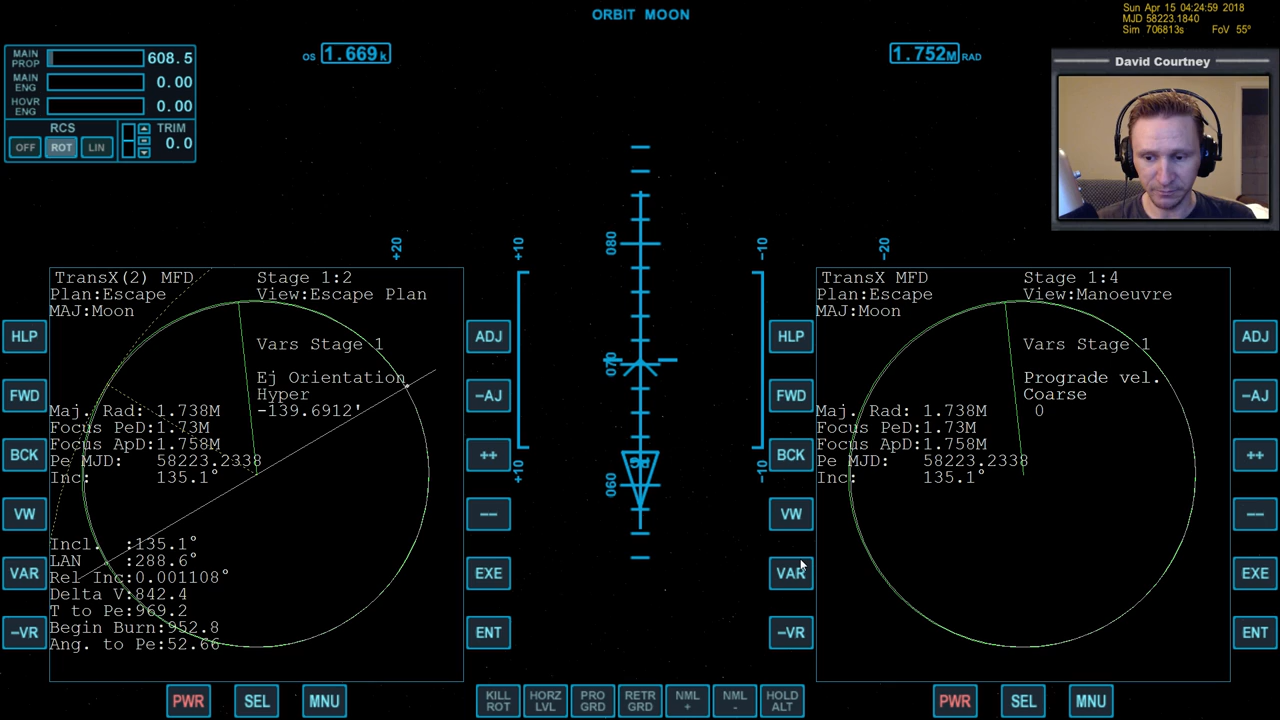 ORBIT MOON
Sun Apr 15 04:24:59 2018
MJD 58223.1840
Sim 706813s FoV 55°
MAIN PROP 608.5
MAIN ENG 0.00
HOVR ENG 0.00
RCS TRIM
OFF ROT LIN 0.0
OS 1.669k
1.752M RAD
David Courtney
+20 +10 -10 -20
080
070
060
+10 -10
TransX(2) MFD Stage 1:2
Plan:Escape View:Escape Plan
MAJ:Moon
Vars Stage 1
Ej Orientation
Hyper
-139.6912'
Maj. Rad: 1.738M
Focus PeD: 1.73M
Focus ApD: 1.758M
Pe MJD: 58223.2338
Inc: 135.1°
Incl. :135.1°
LAN :288.6°
Rel Inc:0.001108°
Delta V:842.4
T to Pe:969.2
Begin Burn:952.8
Ang. to Pe:52.66
HLP
FWD
BCK
VW
VAR
-VR
ADJ
-AJ
++
--
EXE
ENT
PWR SEL MNU
TransX MFD Stage 1:4
Plan:Escape View:Manoeuvre
MAJ:Moon
Vars Stage 1
Prograde vel.
Coarse
0
Maj. Rad: 1.738M
Focus PeD: 1.73M
Focus ApD: 1.758M
Pe MJD: 58223.2338
Inc: 135.1°
HLP
FWD
BCK
VW
VAR
-VR
ADJ
-AJ
++
--
EXE
ENT
PWR SEL MNU
KILL ROT
HORZ LVL
PRO GRD
RETR GRD
NML +
NML -
HOLD ALT